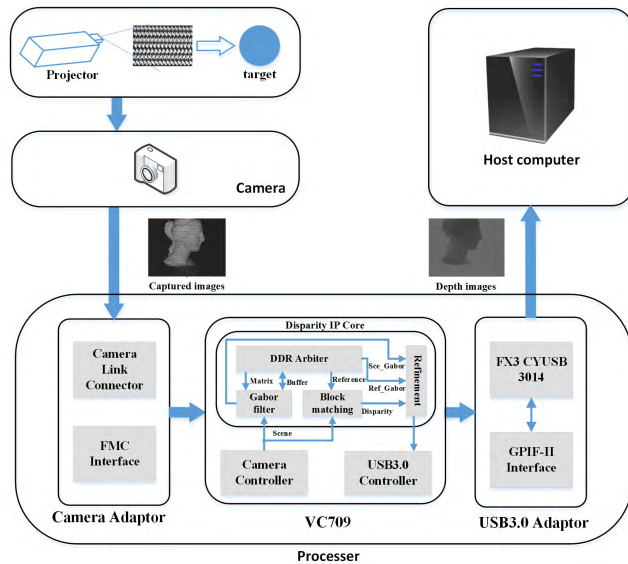 Projector
target
Camera
Host computer
Captured images
Depth images
Camera
Link
Connector
FMC
Interface
Camera Adaptor
Disparity IP Core
DDR Arbiter
Sce_Gabor
Matrix
Buffer
Reference
Ref_Gabor
Refinement
Gabor
filter
Block
matching
Disparity
Scene
Camera
Controller
USB3.0
Controller
VC709
FX3 CYUSB
3014
GPIF-II
Interface
USB3.0 Adaptor
Processer